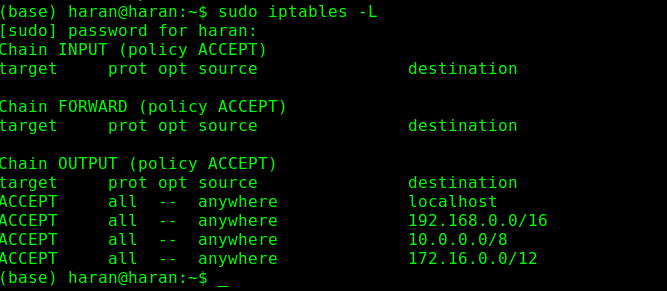 (base) haran@haran:~$ sudo iptables -L
[sudo] password for haran:
Chain INPUT (policy ACCEPT)
target     prot opt source               destination

Chain FORWARD (policy ACCEPT)
target     prot opt source               destination

Chain OUTPUT (policy ACCEPT)
target     prot opt source               destination
ACCEPT     all  --  anywhere             localhost
ACCEPT     all  --  anywhere             192.168.0.0/16
ACCEPT     all  --  anywhere             10.0.0.0/8
ACCEPT     all  --  anywhere             172.16.0.0/12
(base) haran@haran:~$ _